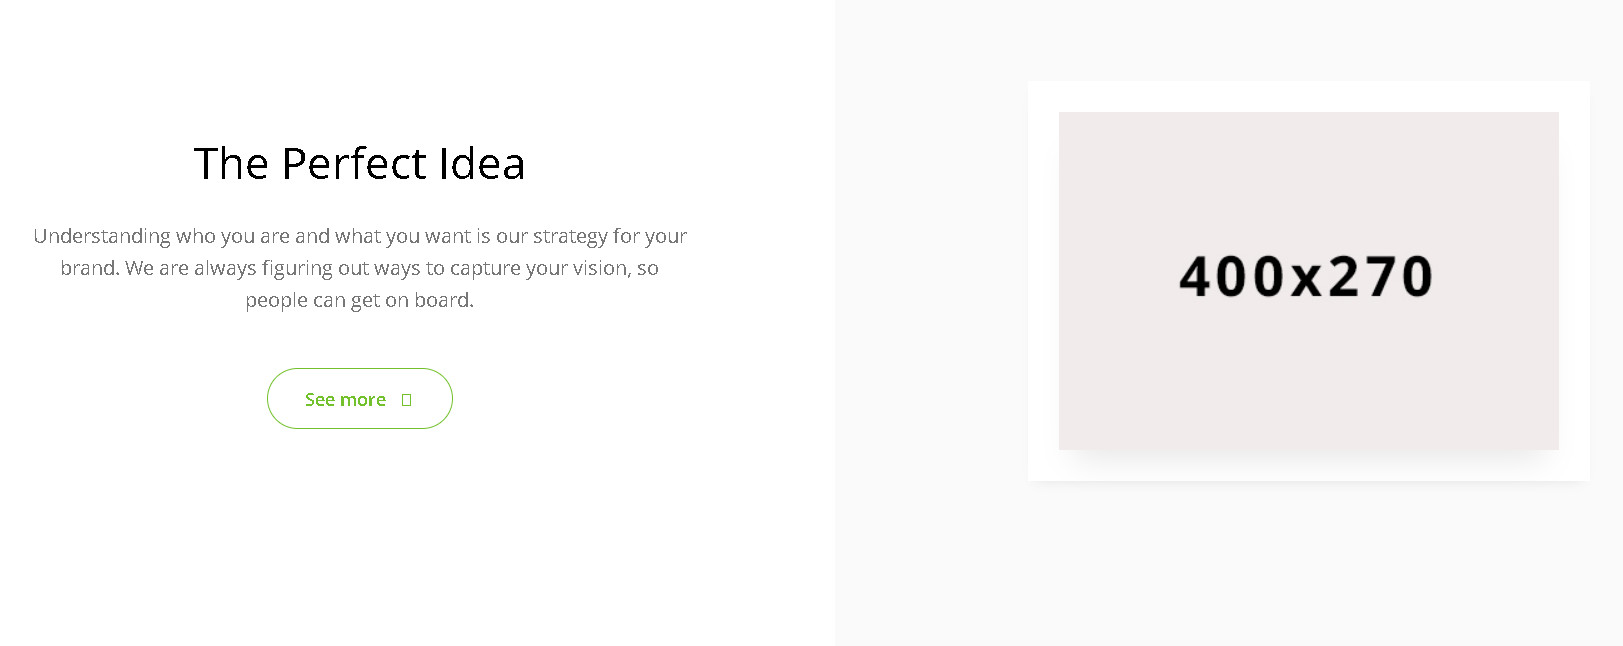 The Perfect Idea
Understanding who you are and what you want is our strategy for your
brand. We are always figuring out ways to capture your vision, so
people can get on board.
See more
400x270